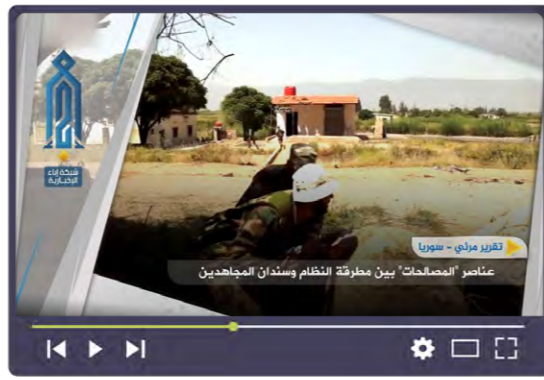 شبكة إباء
الإخبارية
تقرير مرئي - سوريا
عناصر "المصالحات" بين مطرقة النظام وسندان المجاهدين